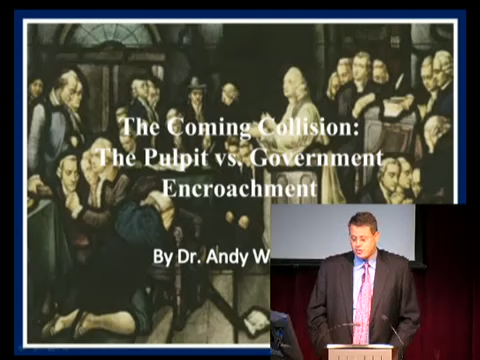 The Coming Collision:
The Pulpit vs. Government
Encroachment
By Dr. Andy W